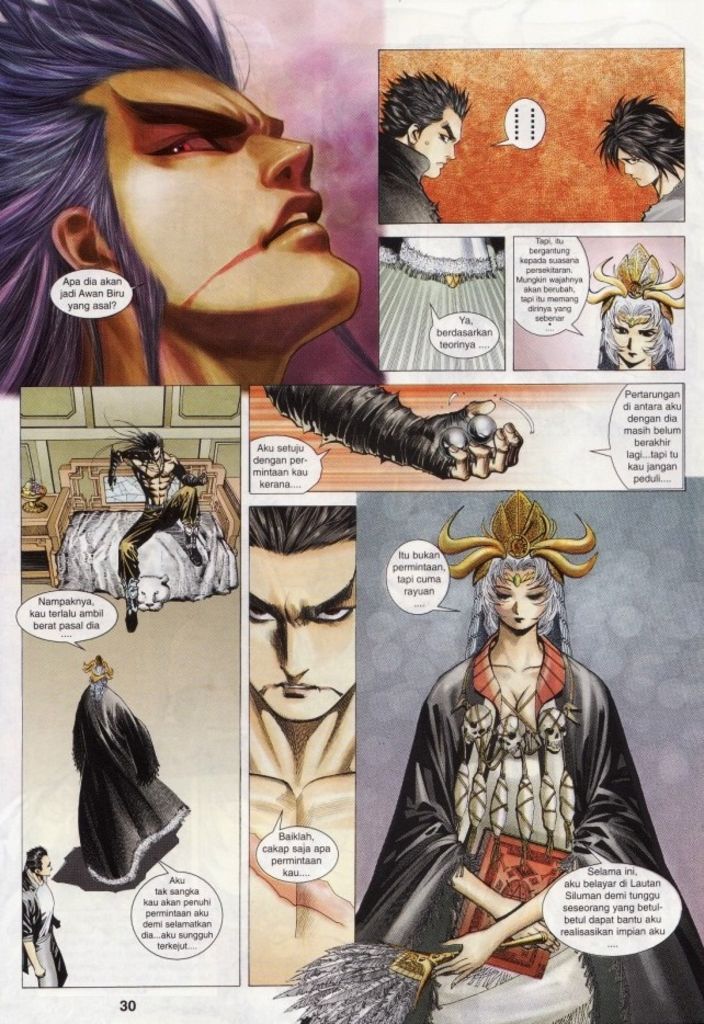 Apa dia akan
jadi Awan Biru
yang asal?
Ya,
berdasarkan
teorinya ....
Tapi, itu
bergantung
kepada suasana
persekitaran.
Mungkin wajahnya
akan berubah,
tapi itu memang
dirinya yang
sebenar
....
Aku setuju
dengan per-
mintaan kau
kerana....
Pertarungan
di antara aku
dengan dia
masih belum
berakhir
lagi...tapi tu
kau jangan
peduli....
Nampaknya,
kau terlalu ambil
berat pasal dia
....
Aku
tak sangka
kau akan penuhi
permintaan aku
demi selamatkan
dia...aku sungguh
terkejut....
Baiklah,
cakap saja apa
permintaan
kau....
Itu bukan
permintaan,
tapi cuma
rayuan
....
Selama ini,
aku belayar di Lautan
Siluman demi tunggu
seseorang yang betul-
betul dapat bantu aku
realisasikan impian aku
....
30